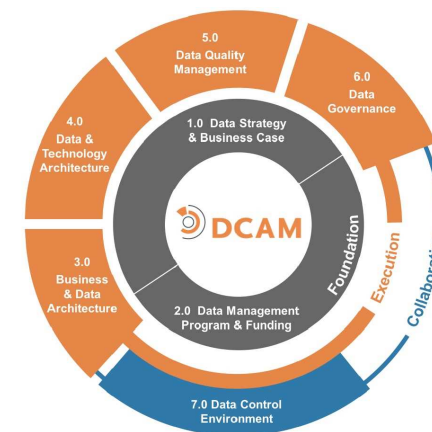 5.0
Data Quality
Management
6.0
Data
Governance
4.0
Data &
Technology
Architecture
1.0 Data Strategy
& Business Case
DCAM
Foundation
Execution
3.0
Business
& Data
Architecture
2.0 Data Management
Program & Funding
7.0 Data Control
Environment